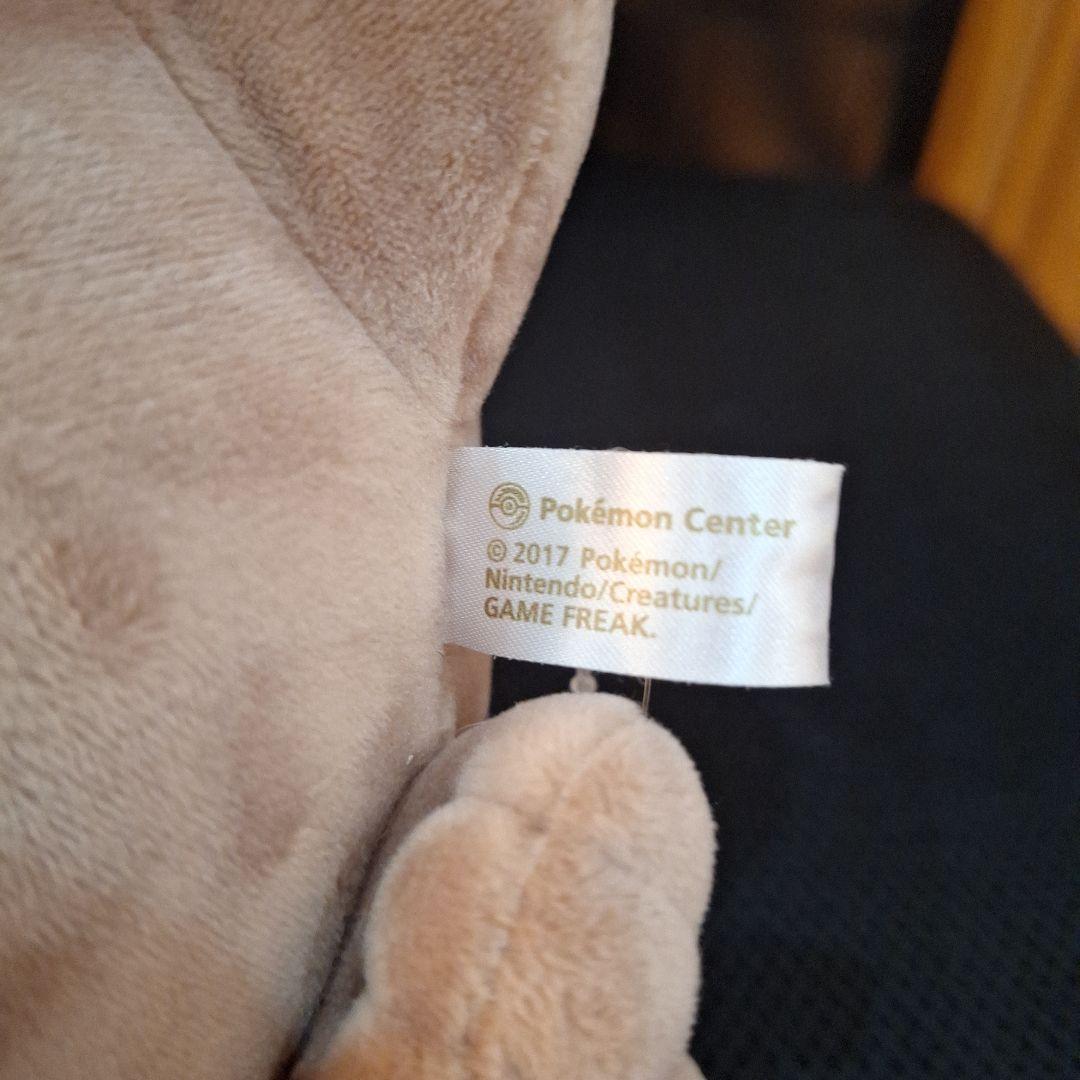 Pokémon Center
© 2017 Pokémon/
Nintendo/Creatures/
GAME FREAK.